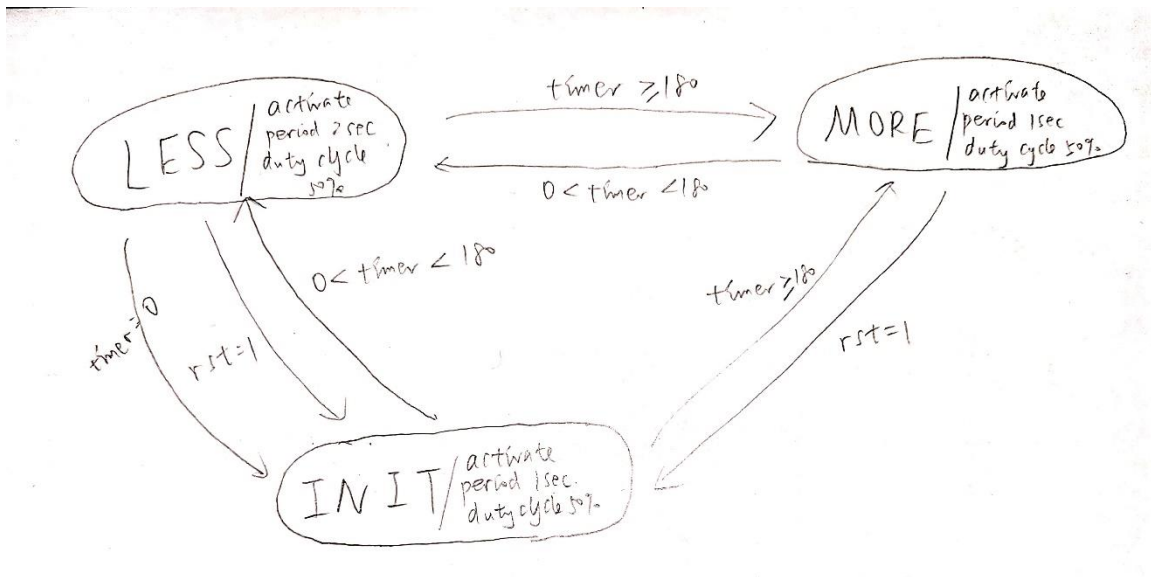 timer ≥180
LESS / activate
period 2sec
duty cycle
50%
MORE / activate
period 1sec
duty cycle 50%
0 < timer < 180
0 < timer < 180
timer ≥180
timer=0
rst=1
rst=1
INIT / activate
period 1sec.
duty cycle 50%